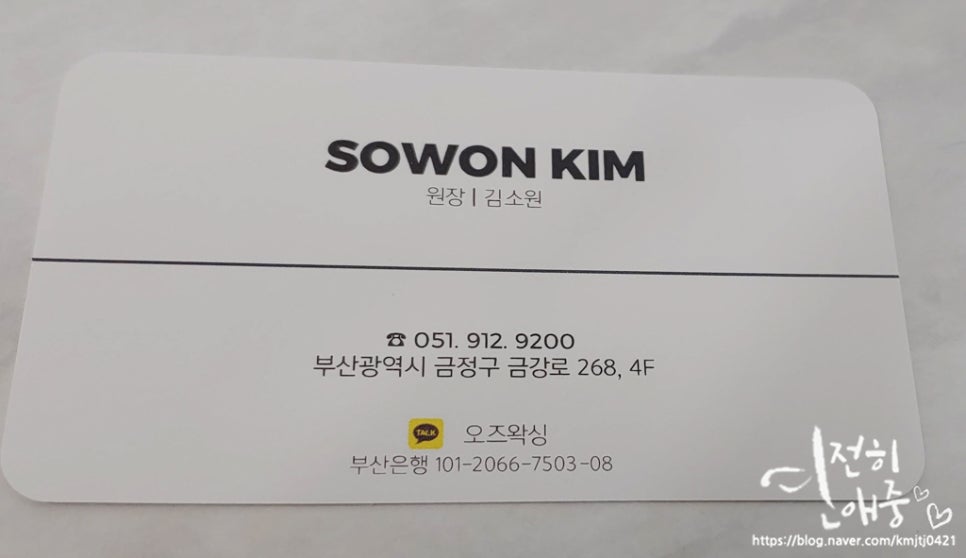 SOWON KIM
원장 | 김소원
☎ 051. 912. 9200
부산광역시 금정구 금강로 268, 4F
TALK 오즈왁싱
부산은행 101-2066-7503-08
여전히
연애중
https://blog.naver.com/kmjtj0421